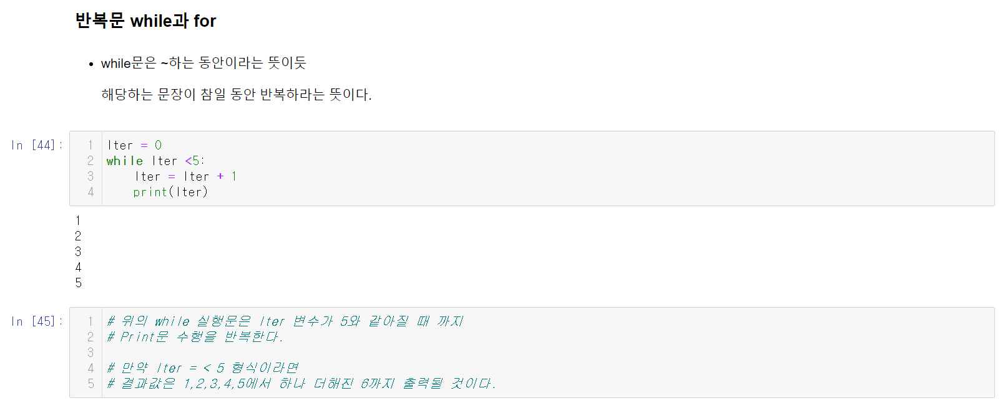 반복문 while과 for
• while문은 ~하는 동안이라는 뜻이듯
해당하는 문장이 참일 동안 반복하라는 뜻이다.
In [44]:
1 Iter = 0
2 while Iter <5:
3     Iter = Iter + 1
4     print(Iter)
1
2
3
4
5
In [45]:
1 # 위의 while 실행문은 Iter 변수가 5와 같아질 때 까지
2 # Print문 수행을 반복한다.
3
4 # 만약 Iter = < 5 형식이라면
5 # 결과값은 1,2,3,4,5에서 하나 더해진 6까지 출력될 것이다.